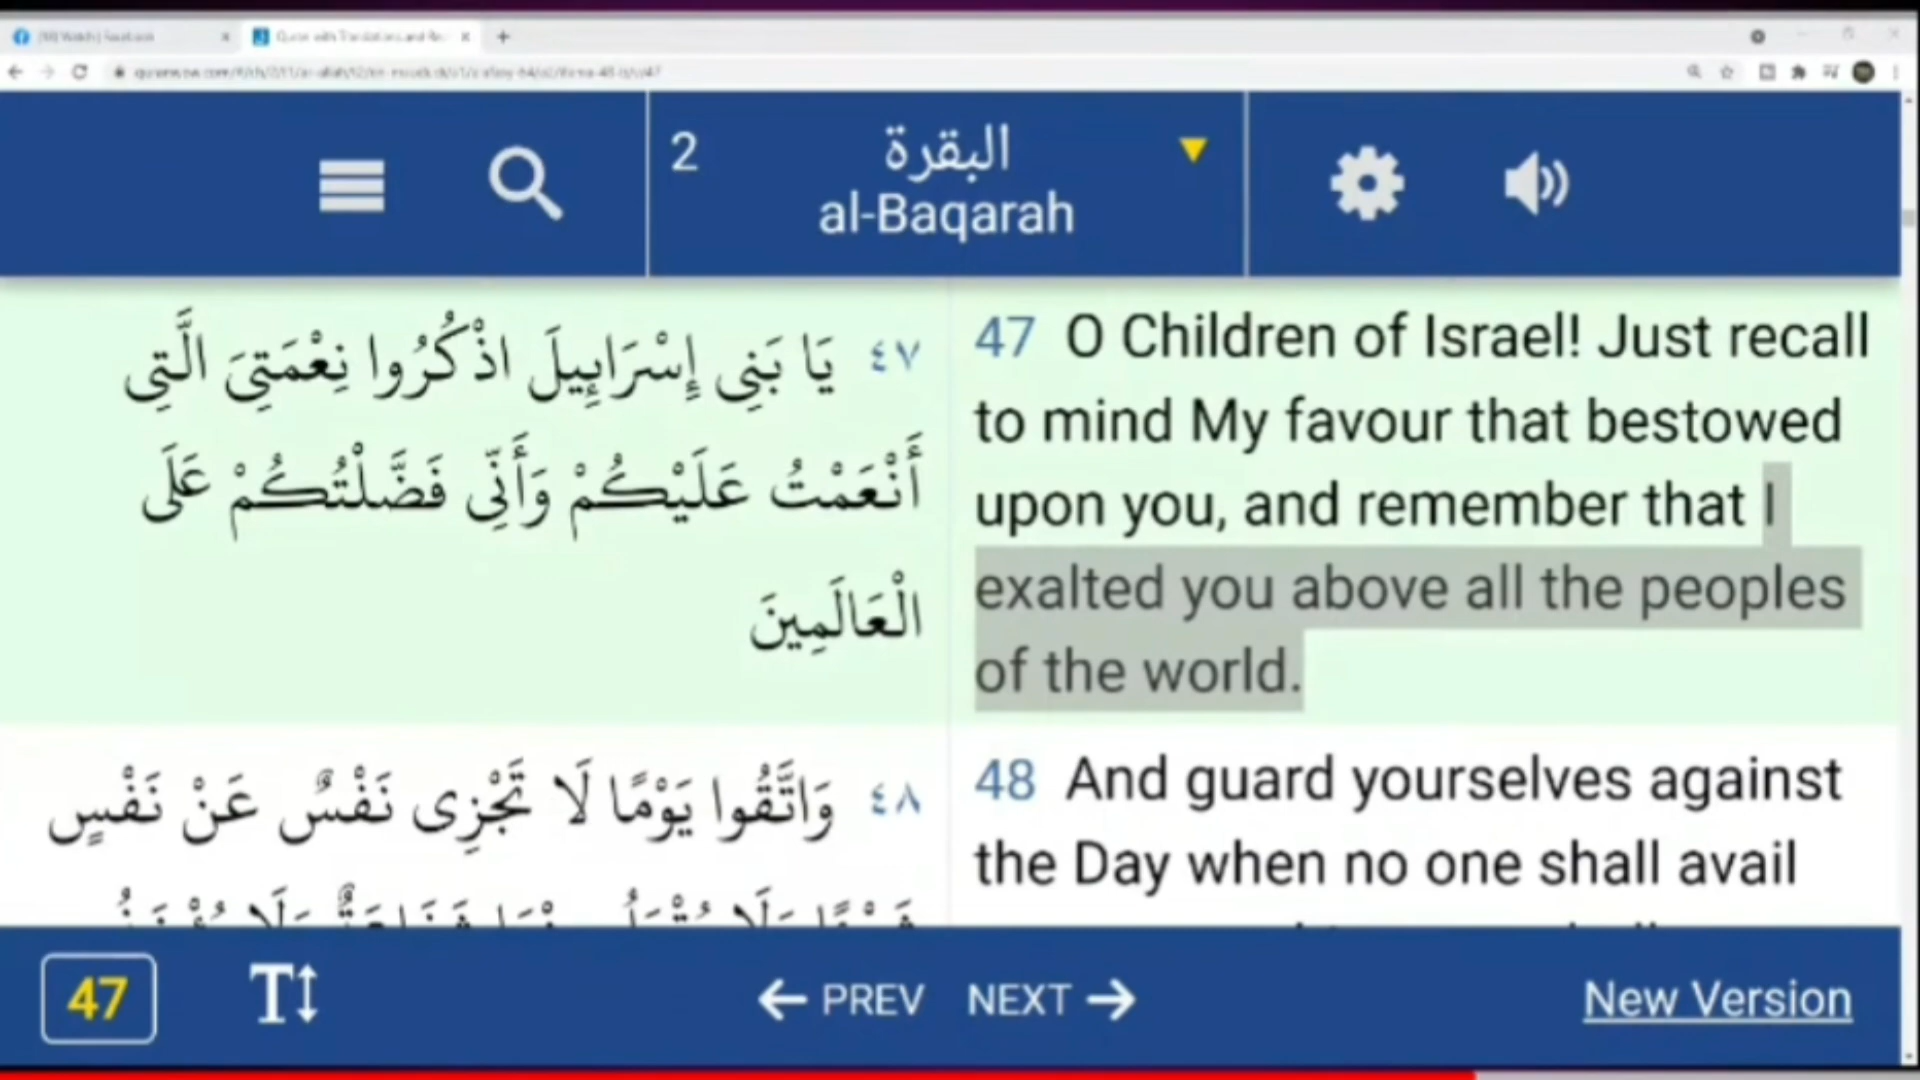 2
البقرة
al-Baqarah
٤٧ يَا بَنِى إِسْرَايِٕيلَ اذْكُرُوا نِعْمَتِىَ الَّتِى
أَنْعَمْتُ عَلَيْكُمْ وَأَنِّى فَضَّلْتُكُمْ عَلَى
الْعَالَمِينَ
47 O Children of Israel! Just recall
to mind My favour that bestowed
upon you, and remember that I
exalted you above all the peoples
of the world.
٤٨ وَاتَّقُوا يَوْمًا لَا تَجْزِى نَفْسٌ عَنْ نَفْسٍ
48 And guard yourselves against
the Day when no one shall avail
47
T
PREV
NEXT
New Version